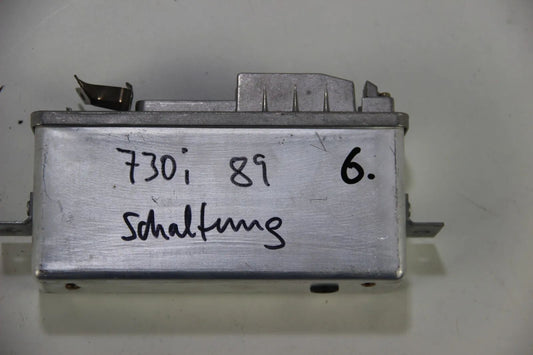 730i 89 6.
Schaltung